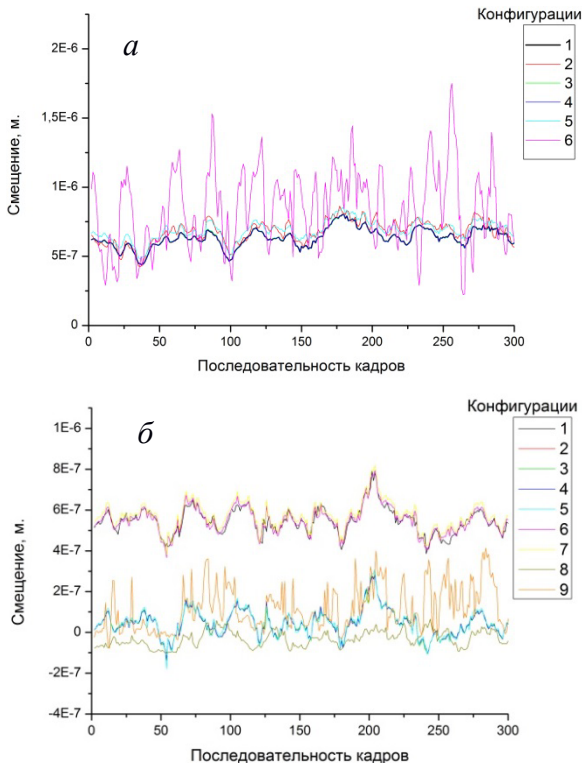 Конфигурации
а
2E-6
1,5E-6
1E-6
5E-7
0
Смещение, м.
0 50 100 150 200 250 300
Последовательность кадров
1
2
3
4
5
6
Конфигурации
б
1E-6
8E-7
6E-7
4E-7
2E-7
0
-2E-7
-4E-7
Смещение, м.
0 50 100 150 200 250 300
Последовательность кадров
1
2
3
4
5
6
7
8
9